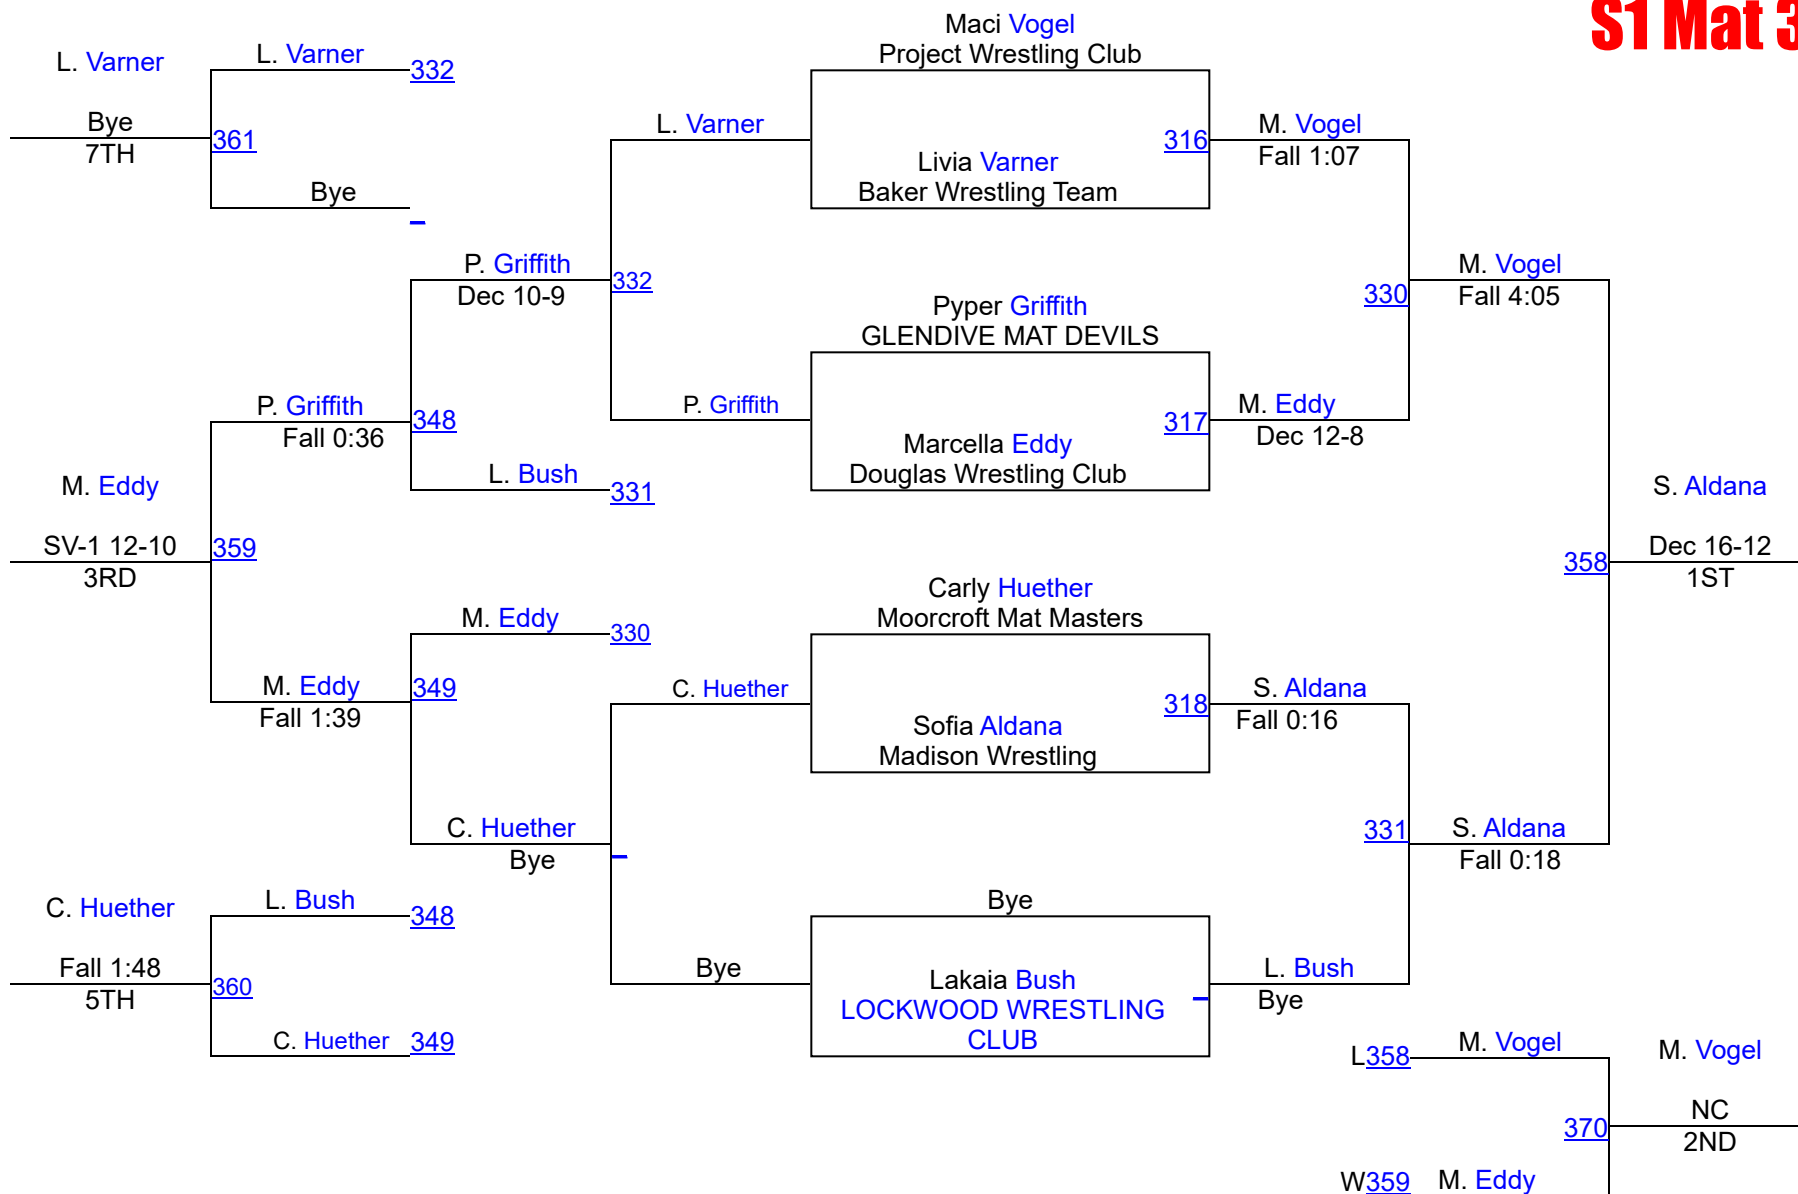 S1 Mat 3
L. Varner
Bye
7TH
L. Varner
332
361
Bye
P. Griffith
Dec 10-9
L. Varner
332
P. Griffith
Maci Vogel
Project Wrestling Club
Livia Varner
Baker Wrestling Team
316
M. Vogel
Fall 1:07
Pyper Griffith
GLENDIVE MAT DEVILS
Marcella Eddy
Douglas Wrestling Club
317
M. Eddy
Dec 12-8
330
M. Vogel
Fall 4:05
P. Griffith
Fall 0:36
348
L. Bush
331
M. Eddy
SV-1 12-10
3RD
359
M. Eddy
330
M. Eddy
Fall 1:39
349
C. Huether
Bye
C. Huether
Carly Huether
Moorcroft Mat Masters
Sofia Aldana
Madison Wrestling
318
S. Aldana
Fall 0:16
331
S. Aldana
Fall 0:18
358
S. Aldana
Dec 16-12
1ST
C. Huether
Fall 1:48
5TH
L. Bush
348
360
C. Huether 349
Bye
Bye
Lakaia Bush
LOCKWOOD WRESTLING
CLUB
L. Bush
Bye
L358
M. Vogel
370
W359
M. Eddy
M. Vogel
NC
2ND